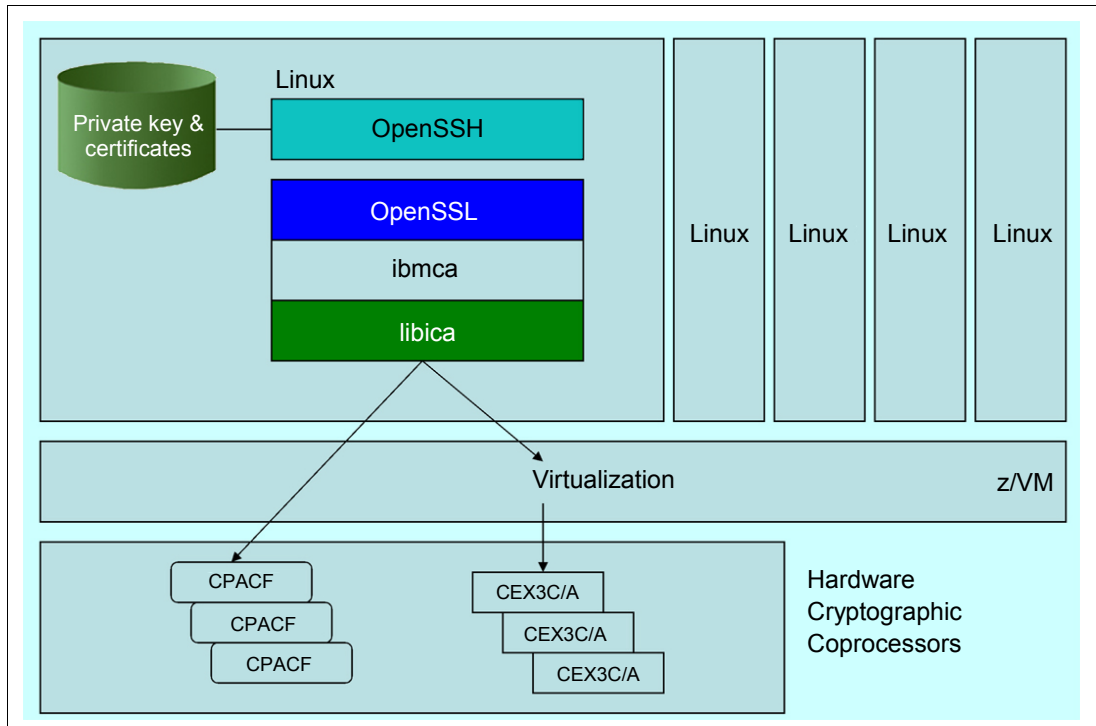 Linux
Private key &
certificates
OpenSSH
OpenSSL
ibmca
libica
Linux
Linux
Linux
Linux
Virtualization
z/VM
CPACF
CPACF
CPACF
CEX3C/A
CEX3C/A
CEX3C/A
Hardware
Cryptographic
Coprocessors